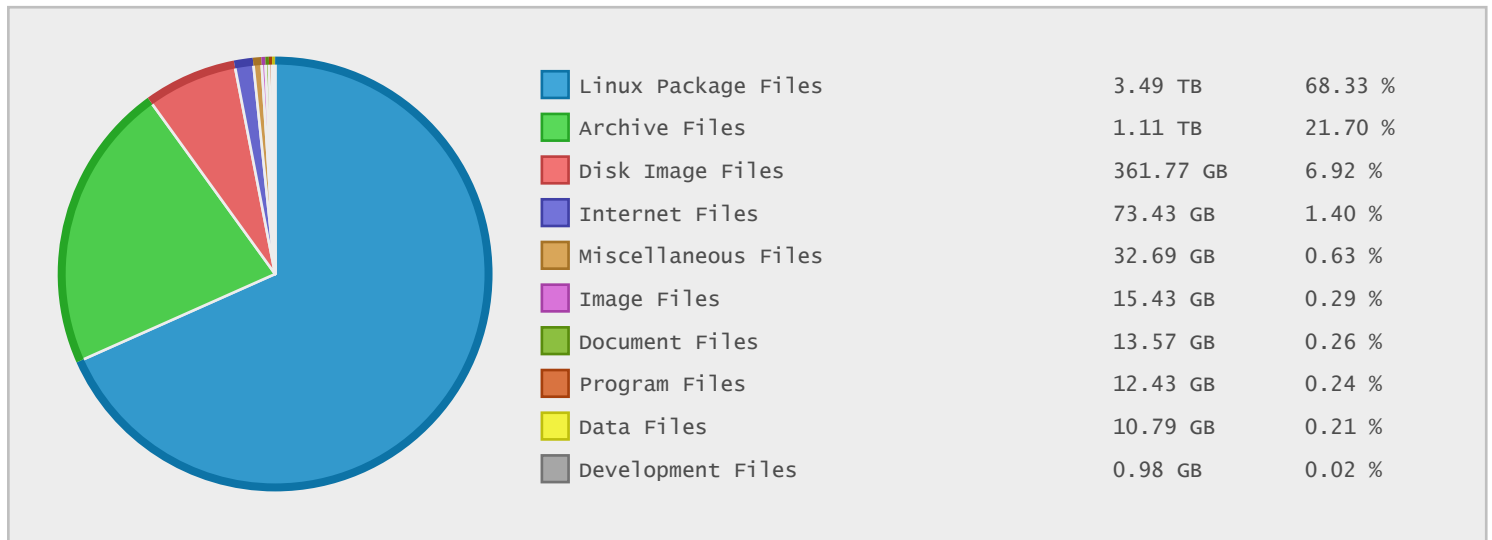 Linux Package Files 3.49 TB 68.33 %
Archive Files 1.11 TB 21.70 %
Disk Image Files 361.77 GB 6.92 %
Internet Files 73.43 GB 1.40 %
Miscellaneous Files 32.69 GB 0.63 %
Image Files 15.43 GB 0.29 %
Document Files 13.57 GB 0.26 %
Program Files 12.43 GB 0.24 %
Data Files 10.79 GB 0.21 %
Development Files 0.98 GB 0.02 %